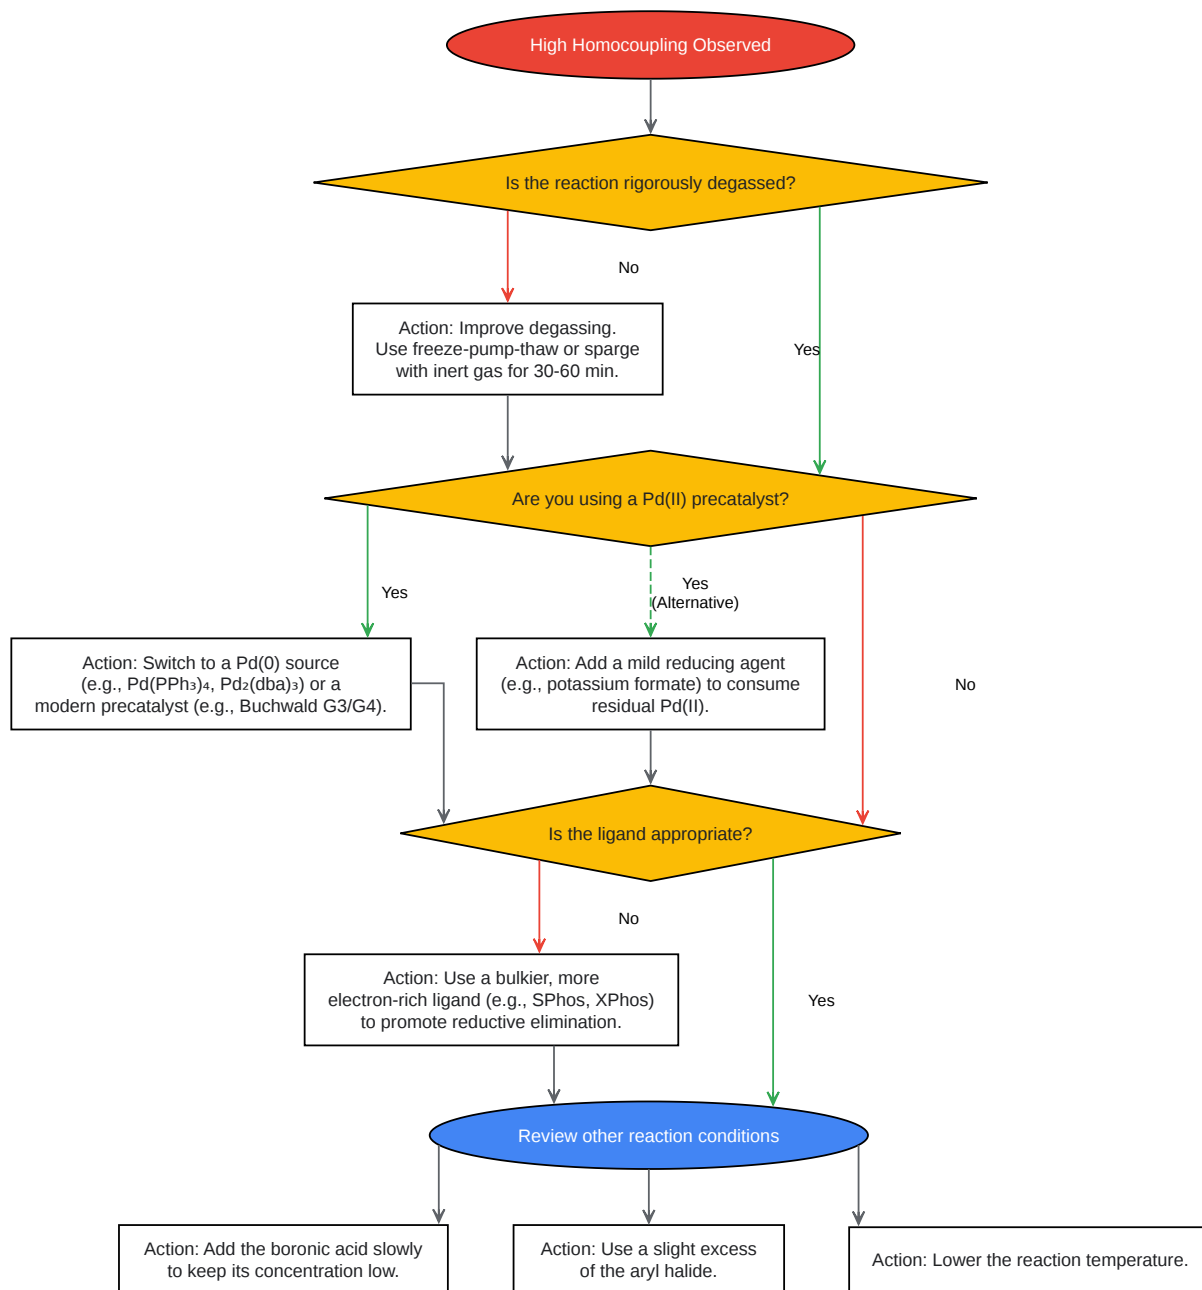 High Homocoupling Observed
Is the reaction rigorously degassed?
No
Action: Improve degassing.
Use freeze-pump-thaw or sparge
with inert gas for 30-60 min.
Yes
Are you using a Pd(II) precatalyst?
Yes
Yes
(Alternative)
Action: Switch to a Pd(0) source
(e.g., Pd(PPh₃)₄, Pd₂(dba)₃) or a
modern precatalyst (e.g., Buchwald G3/G4).
Action: Add a mild reducing agent
(e.g., potassium formate) to consume
residual Pd(II).
No
Is the ligand appropriate?
No
Action: Use a bulkier, more
electron-rich ligand (e.g., SPhos, XPhos)
to promote reductive elimination.
Yes
Review other reaction conditions
Action: Add the boronic acid slowly
to keep its concentration low.
Action: Use a slight excess
of the aryl halide.
Action: Lower the reaction temperature.